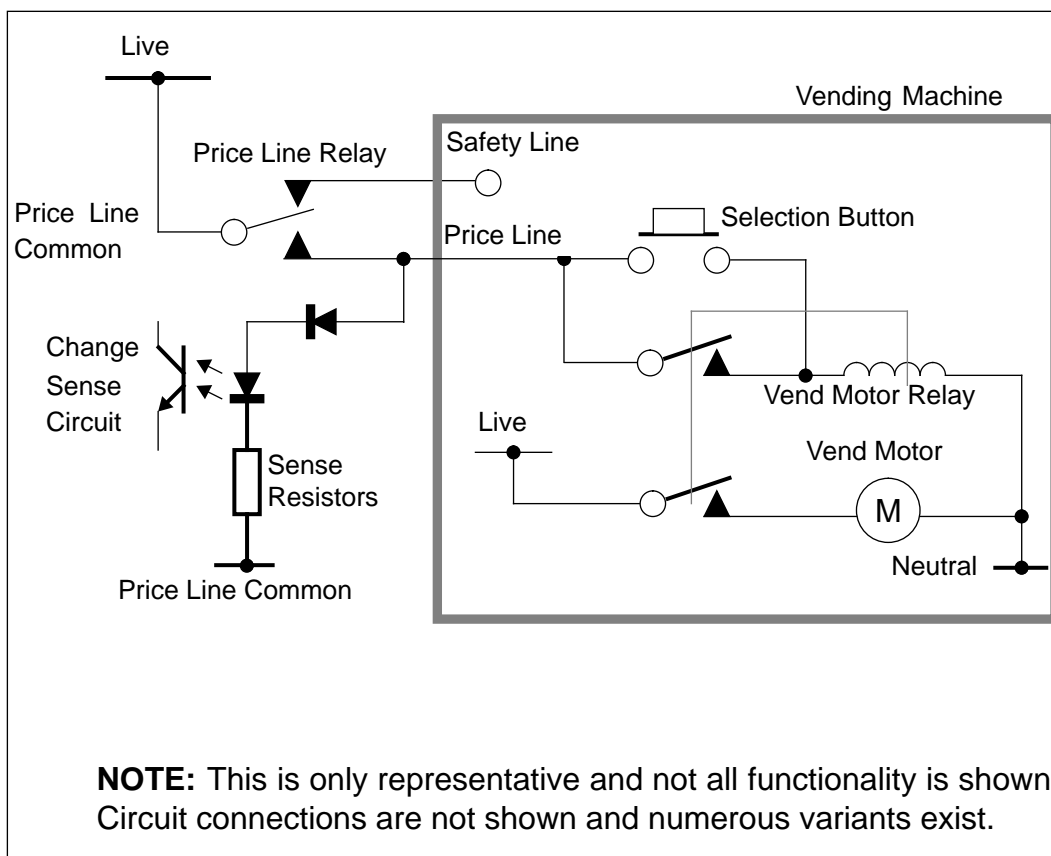 Live
Vending Machine
Safety Line
Price Line Relay
Price Line
Common
Price Line
Selection Button
Change
Sense
Circuit
Vend Motor Relay
Live
Vend Motor
Sense
Resistors
M
Neutral
Price Line Common
NOTE: This is only representative and not all functionality is shown
Circuit connections are not shown and numerous variants exist.